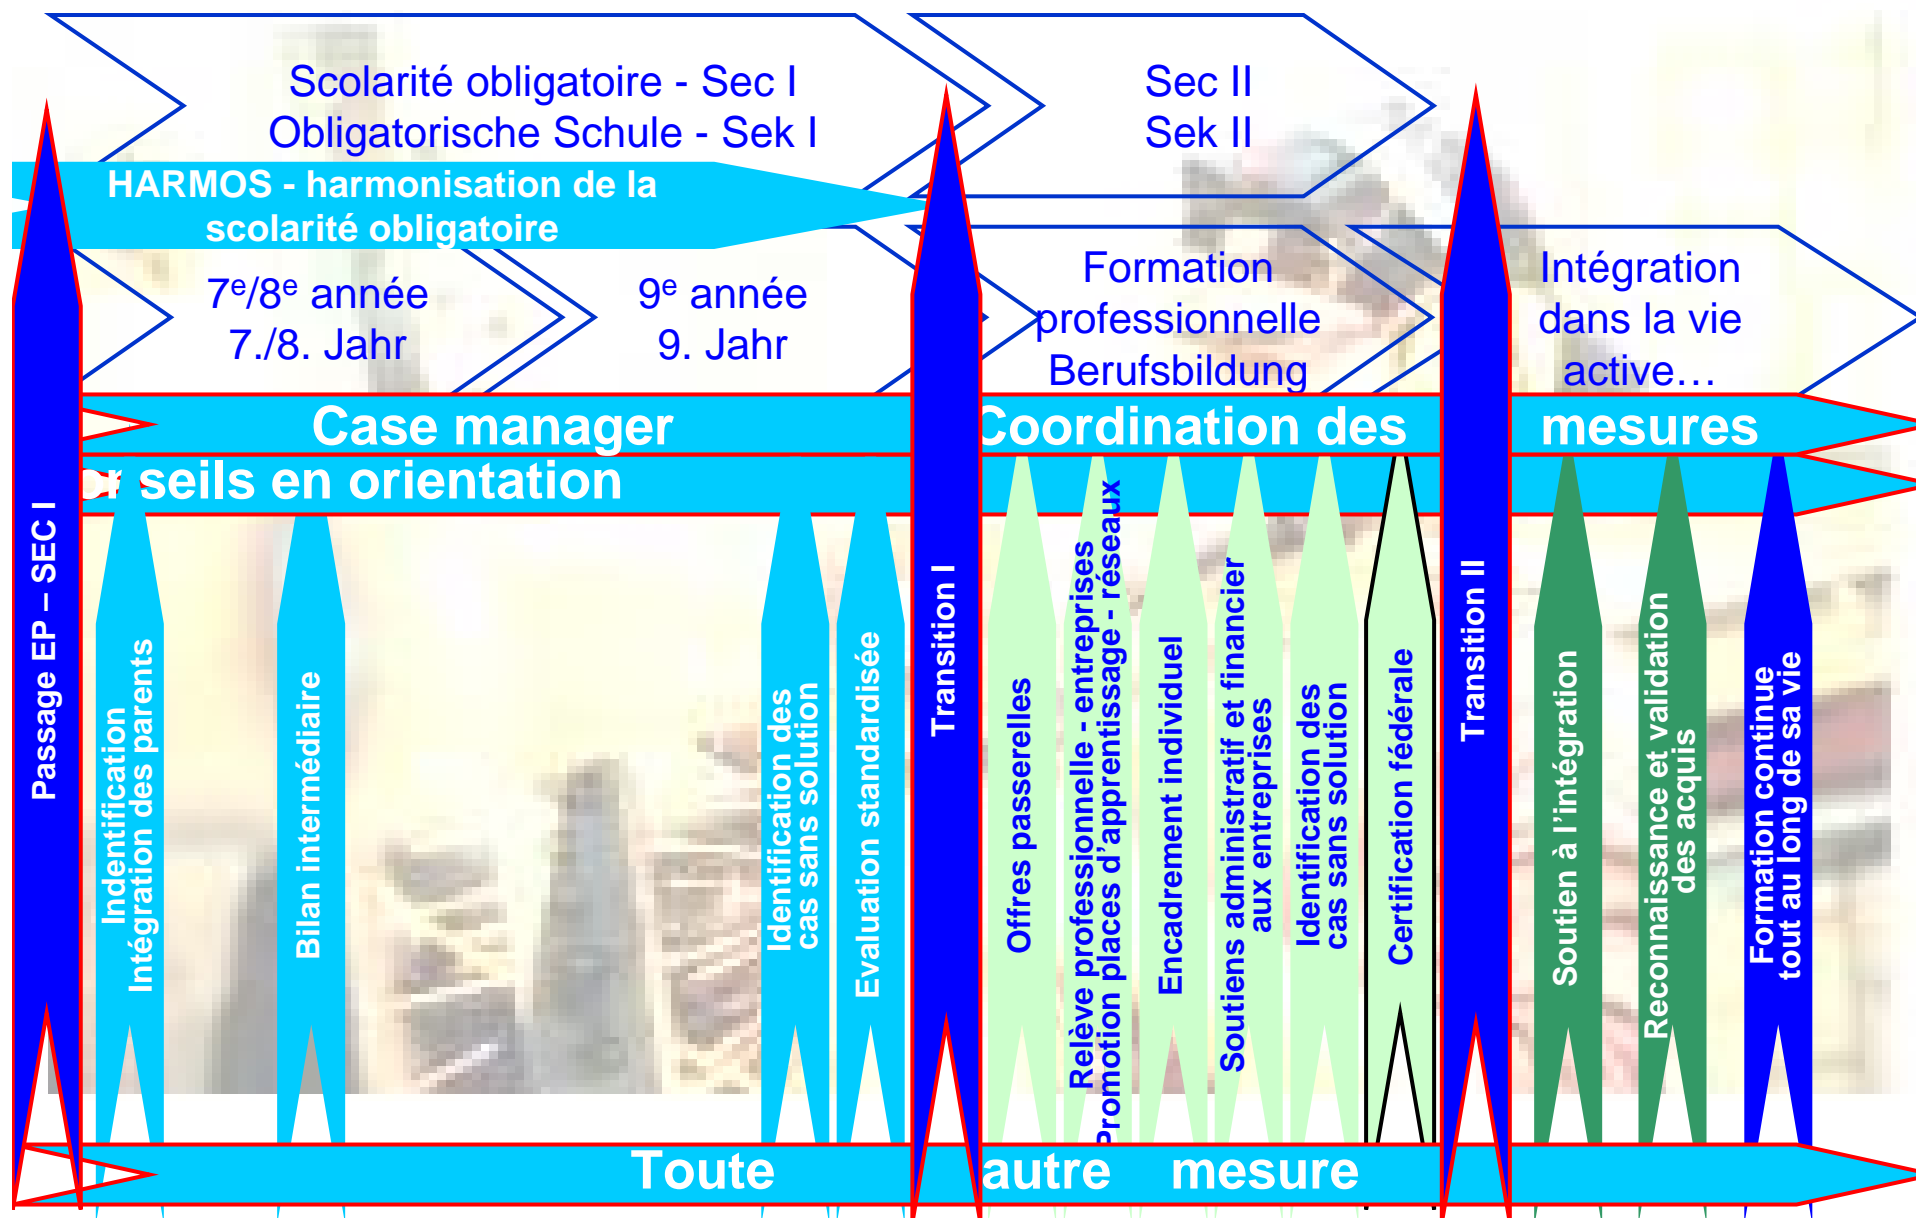 Scolarité obligatoire - Sec I
Obligatorische Schule - Sek I
Sec II
Sek II
HARMOS - harmonisation de la
scolarité obligatoire
7e/8e année
7./8. Jahr
9e année
9. Jahr
Formation
professionnelle
Berufsbildung
Intégration
dans la vie
active…
Case manager
Coordination des
mesures
seils en orientation
Passage EP – SEC I
Indentification
Intégration des parents
Bilan intermédiaire
Identification des
cas sans solution
Evaluation standardisée
Transition I
Offres passerelles
Relève professionnelle - entreprises
Promotion places d'apprentissage - réseaux
Encadrement individuel
Soutiens administratif et financier
aux entreprises
Identification des
cas sans solution
Certification fédérale
Transition II
Soutien à l'intégration
Reconnaissance et validation
des acquis
Formation continue
tout au long de sa vie
Toute autre mesure